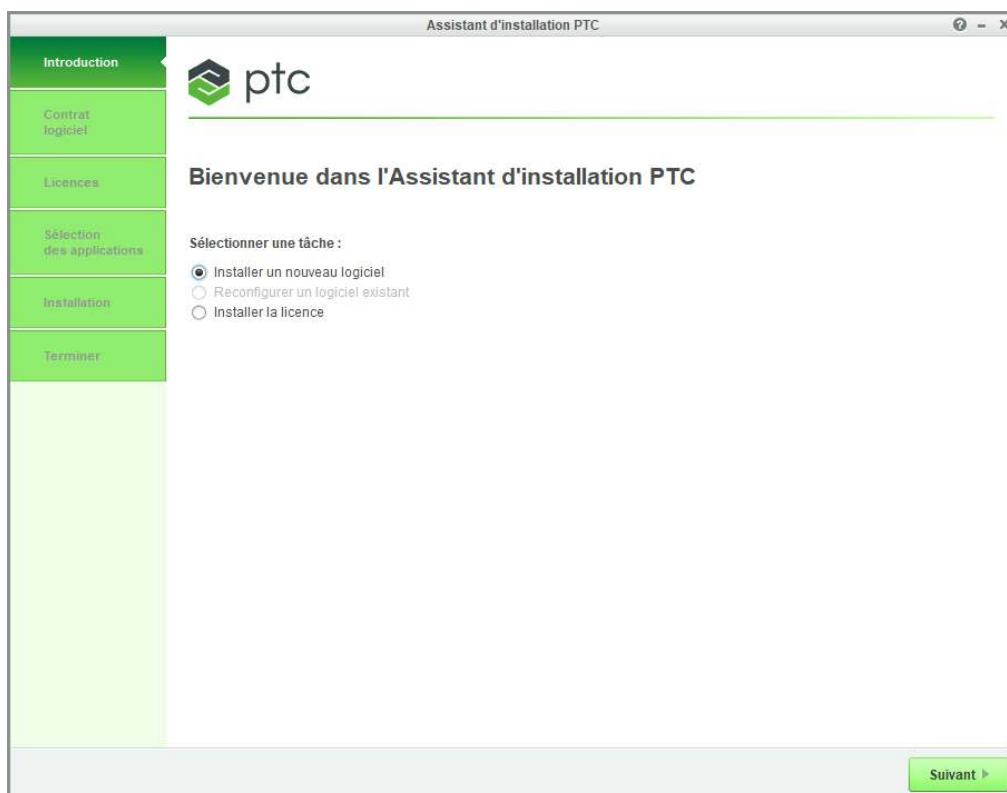 Assistant d'installation PTC
Introduction
Contrat
logiciel
Licences
Sélection
des applications
Installation
Terminer
ptc
Bienvenue dans l'Assistant d'installation PTC
Sélectionner une tâche :
Installer un nouveau logiciel
Reconfigurer un logiciel existant
Installer la licence
Suivant